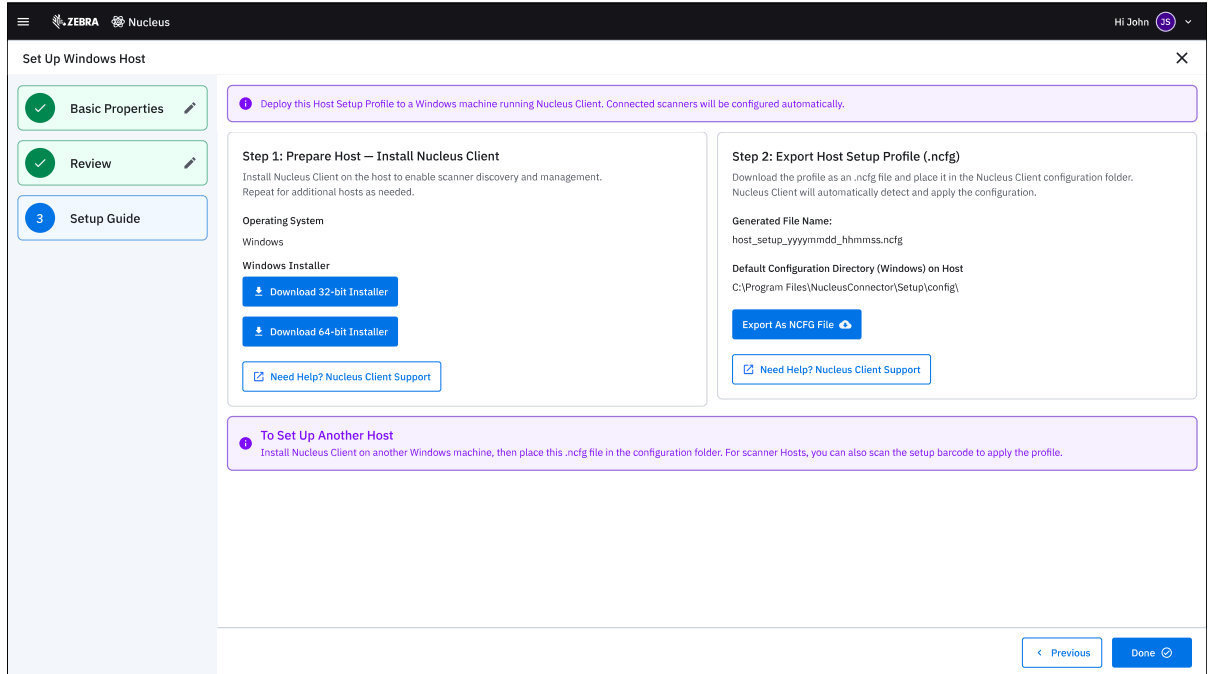 ZEBRA Nucleus
Hi John JS
Set Up Windows Host
Basic Properties
Review
3 Setup Guide
Deploy this Host Setup Profile to a Windows machine running Nucleus Client. Connected scanners will be configured automatically.
Step 1: Prepare Host — Install Nucleus Client
Install Nucleus Client on the host to enable scanner discovery and management.
Repeat for additional hosts as needed.
Operating System
Windows
Windows Installer
Download 32-bit Installer
Download 64-bit Installer
Need Help? Nucleus Client Support
Step 2: Export Host Setup Profile (.ncfg)
Download the profile as an .ncfg file and place it in the Nucleus Client configuration folder.
Nucleus Client will automatically detect and apply the configuration.
Generated File Name:
host_setup_yyyymmdd_hhmmss.ncfg
Default Configuration Directory (Windows) on Host
C:\Program Files\NucleusConnector\Setup\config\
Export As NCFG File
Need Help? Nucleus Client Support
To Set Up Another Host
Install Nucleus Client on another Windows machine, then place this .ncfg file in the configuration folder. For scanner Hosts, you can also scan the setup barcode to apply the profile.
Previous
Done